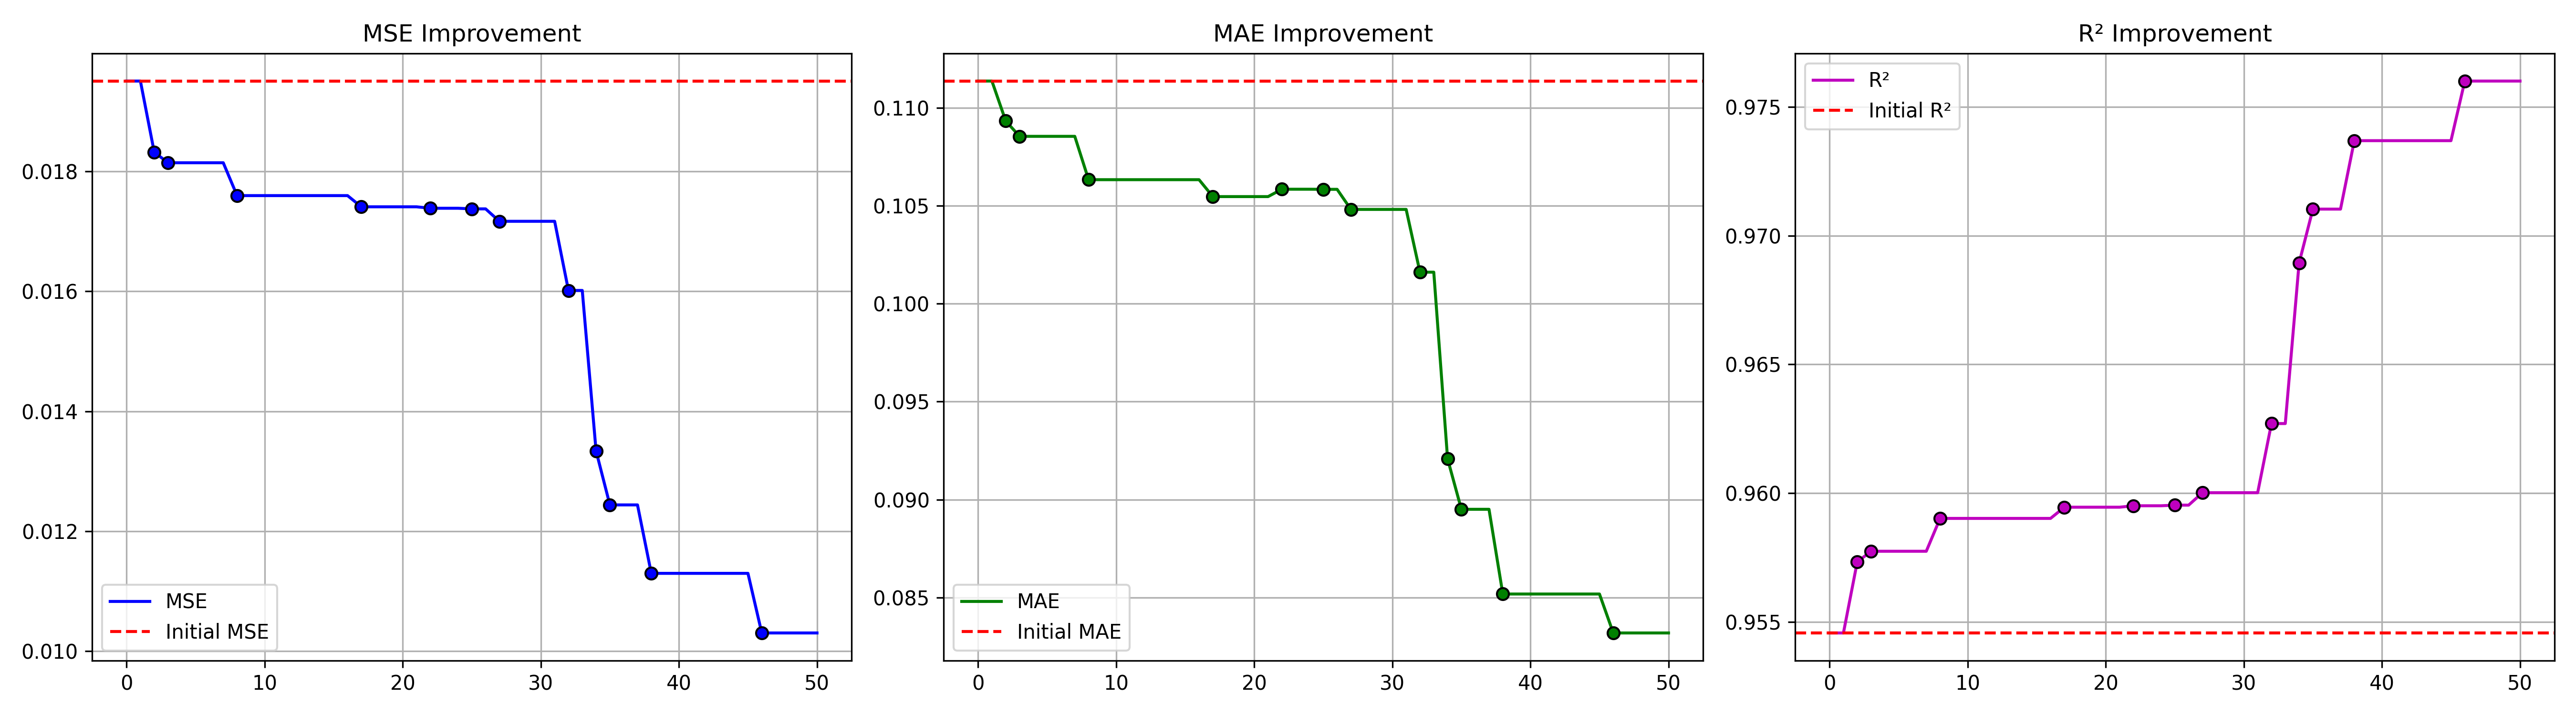 MSE Improvement
0.018
0.016
0.014
0.012
0.010
0 10 20 30 40 50
MSE
Initial MSE
MAE Improvement
0.110
0.105
0.100
0.095
0.090
0.085
0 10 20 30 40 50
MAE
Initial MAE
R² Improvement
0.975
0.970
0.965
0.960
0.955
0 10 20 30 40 50
R²
Initial R²